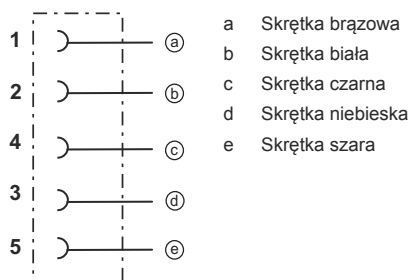 1 ⓐ
2 ⓑ
4 ⓒ
3 ⓓ
5 ⓔ
a Skrętka brązowa
b Skrętka biała
c Skrętka czarna
d Skrętka niebieska
e Skrętka szara